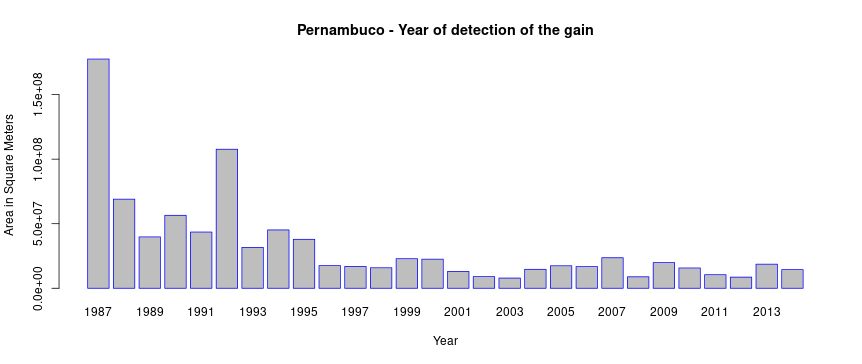 Pernambuco - Year of detection of the gain
Area in Square Meters
1.5e+08
1.0e+08
5.0e+07
0.0e+00
1987 1989 1991 1993 1995 1997 1999 2001 2003 2005 2007 2009 2011 2013
Year